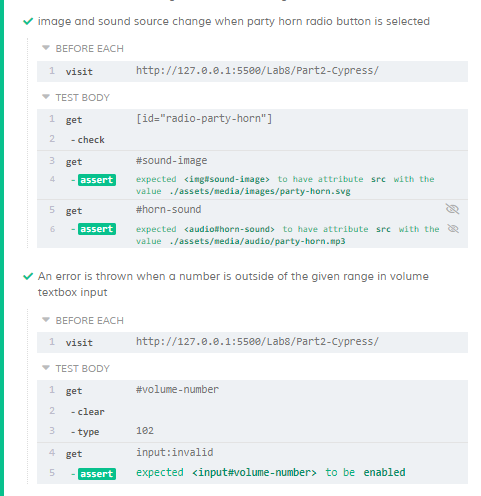 image and sound source change when party horn radio button is selected
BEFORE EACH
1 visit http://127.0.0.1:5500/Lab8/Part2-Cypress/
TEST BODY
1 get [id="radio-party-horn"]
2 -check
3 get #sound-image
4 -assert expected <img#sound-image> to have attribute src with the
value ./assets/media/images/party-horn.svg
5 get #horn-sound
6 -assert expected <audio#horn-sound> to have attribute src with the
value ./assets/media/audio/party-horn.mp3
An error is thrown when a number is outside of the given range in volume
textbox input
BEFORE EACH
1 visit http://127.0.0.1:5500/Lab8/Part2-Cypress/
TEST BODY
1 get #volume-number
2 -clear
3 -type 102
4 get input:invalid
5 -assert expected <input#volume-number> to be enabled